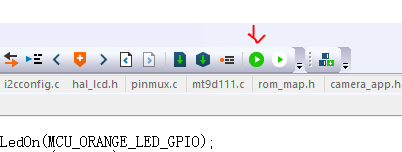 i2cconfig.h hal_lcd.h pinmux.c mt9d111.c rom_map.h camera_app.h
LedOn(MCU_ORANGE_LED_GPIO);